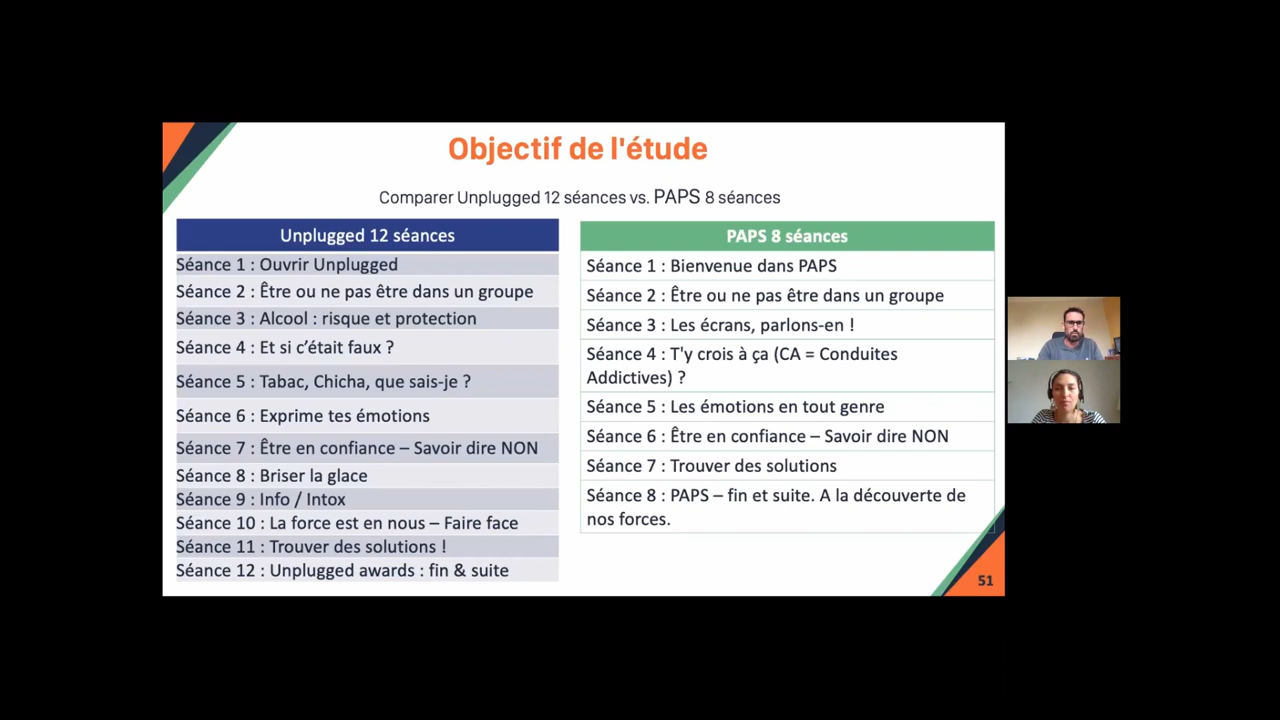 Objectif de l'étude
Comparer Unplugged 12 séances vs. PAPS 8 séances
Unplugged 12 séances
Séance 1 : Ouvrir Unplugged
Séance 2 : Être ou ne pas être dans un groupe
Séance 3 : Alcool : risque et protection
Séance 4 : Et si c’était faux ?
Séance 5 : Tabac, Chicha, que sais-je ?
Séance 6 : Exprime tes émotions
Séance 7 : Être en confiance – Savoir dire NON
Séance 8 : Briser la glace
Séance 9 : Info / Intox
Séance 10 : La force est en nous – Faire face
Séance 11 : Trouver des solutions !
Séance 12 : Unplugged awards : fin & suite
PAPS 8 séances
Séance 1 : Bienvenue dans PAPS
Séance 2 : Être ou ne pas être dans un groupe
Séance 3 : Les écrans, parlons-en !
Séance 4 : T'y crois à ça (CA = Conduites
Addictives) ?
Séance 5 : Les émotions en tout genre
Séance 6 : Être en confiance – Savoir dire NON
Séance 7 : Trouver des solutions
Séance 8 : PAPS – fin et suite. A la découverte de
nos forces.
51